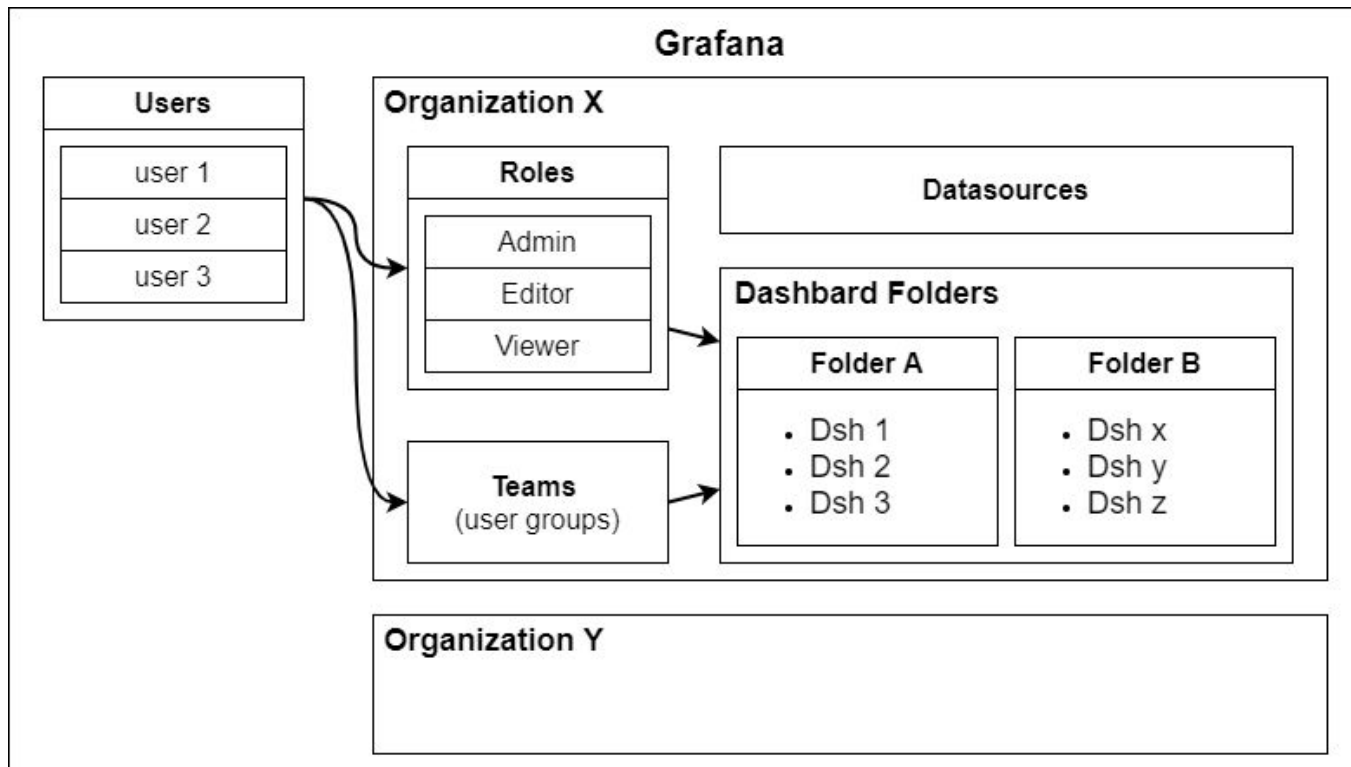 Grafana
Users
user 1
user 2
user 3
Organization X
Roles
Admin
Editor
Viewer
Teams
(user groups)
Datasources
Dashbard Folders
Folder A
• Dsh 1
• Dsh 2
• Dsh 3
Folder B
• Dsh x
• Dsh y
• Dsh z
Organization Y